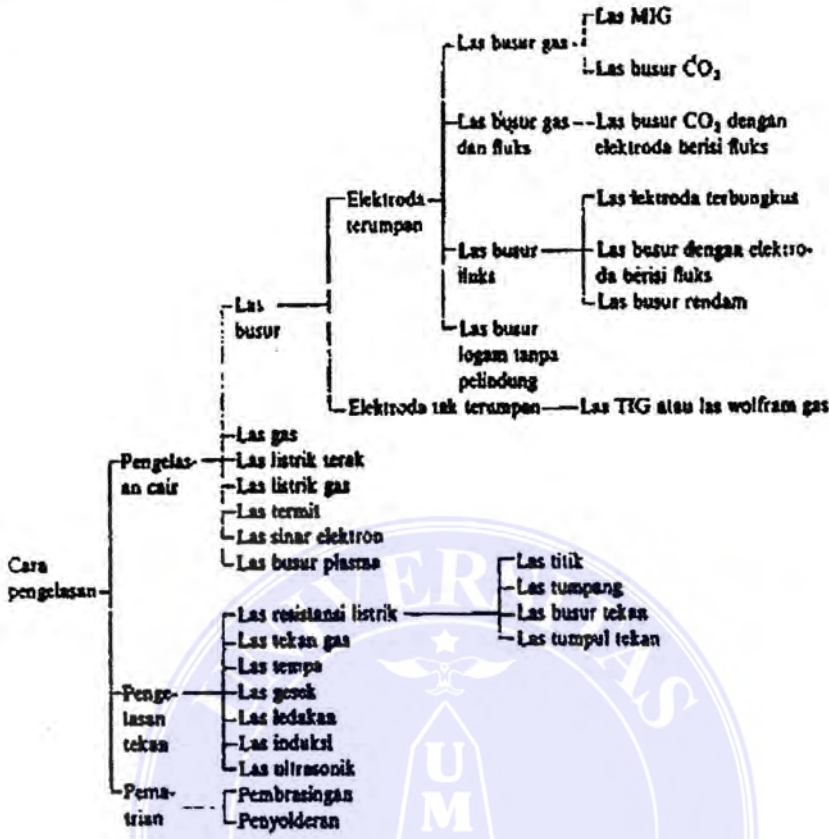 Las MIG
Las busur gas
Las busur CO₂
Las busur gas
dan fluks
Las busur CO₂ dengan
elektroda berisi fluks
Elektroda
terumpan
Las lektroda terbungkus
Las busur
fluks
Las busur dengan elektro-
da berisi fluks
Las busur rendam
Las
busur
Las busur
logam tanpa
pelindung
Elektroda tak terumpan
Las TIG atau las wolfram gas
Pengelas-
an cair
Las gas
Las listrik terak
Las listrik gas
Las termit
Las sinar elektron
Las busur plasma
Cara
pengelasan
Las resistansi listrik
Las titik
Las tumpang
Las busur tekan
Las tumpul tekan
Las tekan gas
Las tempa
Penge-
lasan
tekan
Las gesek
Las ledakan
Las induksi
Las ultrasonik
Pema-
trian
Pembrasingan
Penyolderan
UNIVERSITAS
U
M